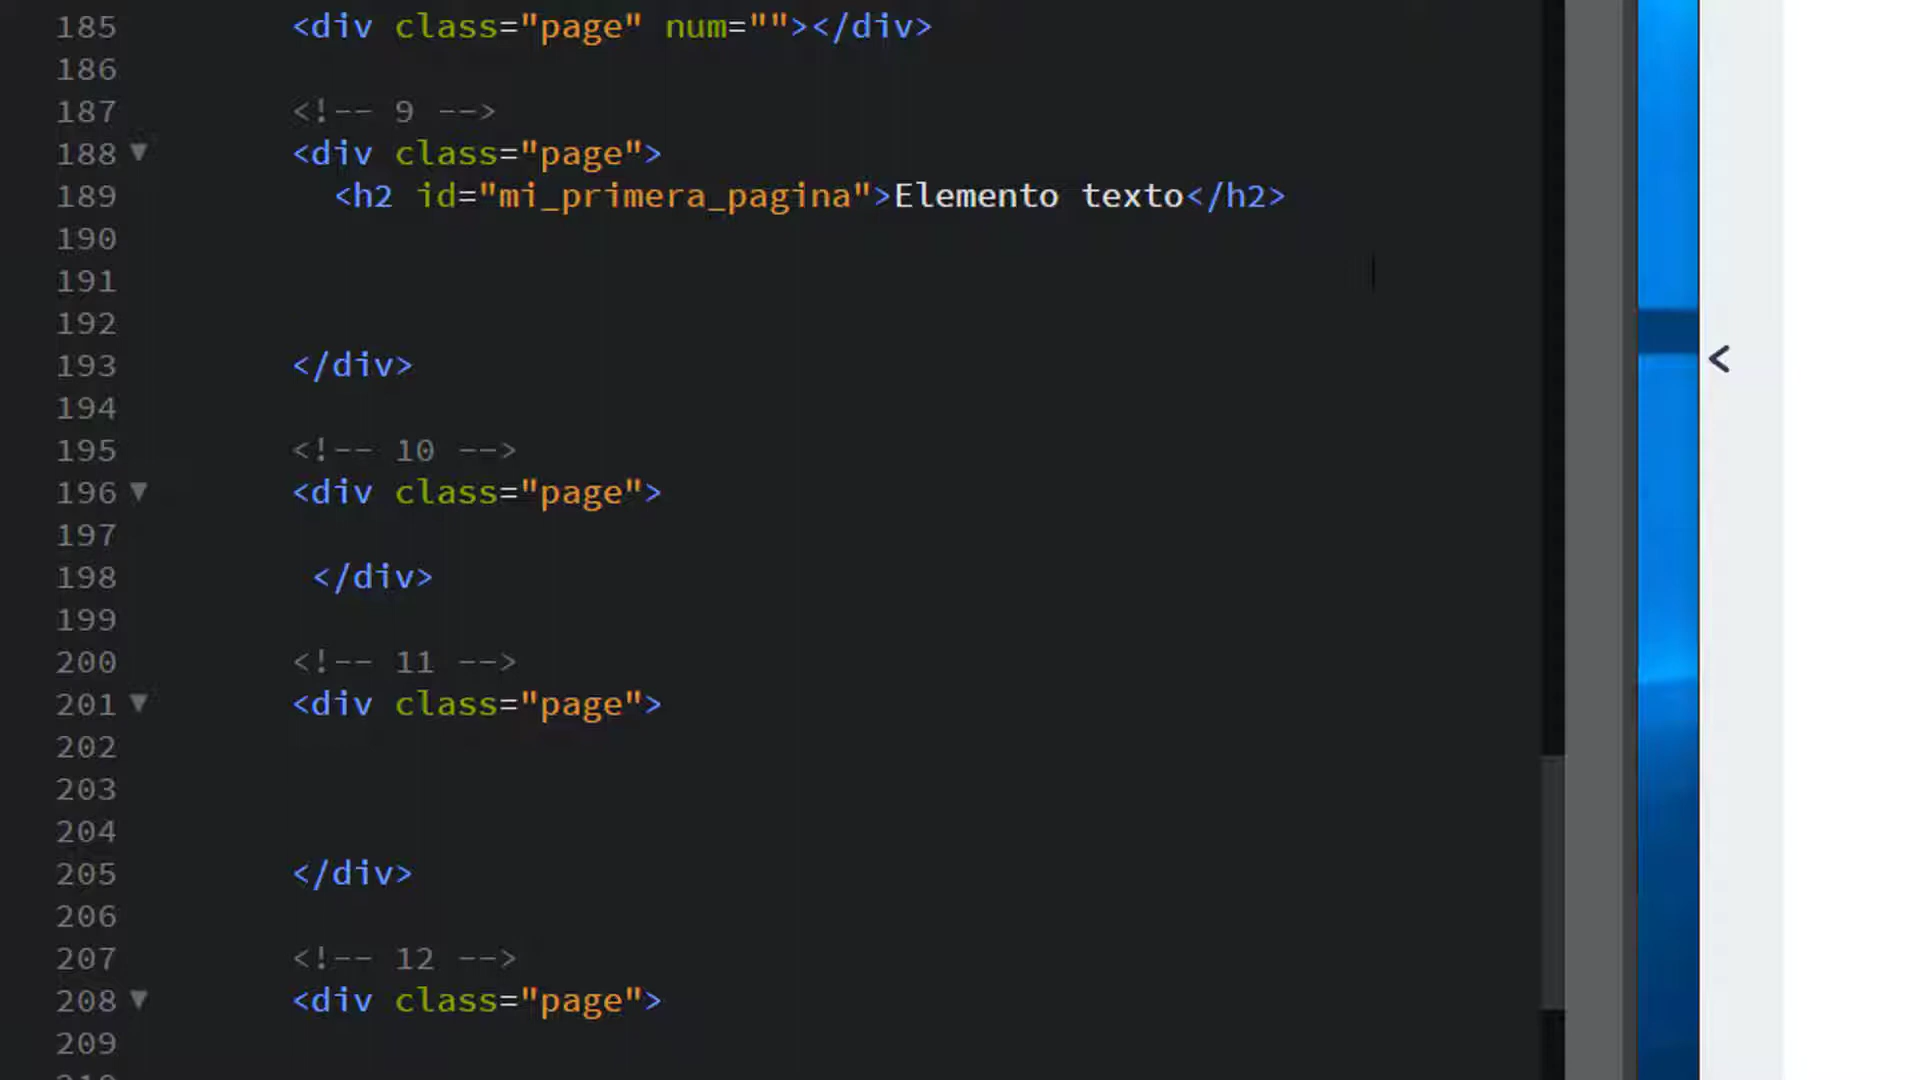 185 <div class="page" num=""></div>
186
187 <!-- 9 -->
188 ▼ <div class="page">
189 <h2 id="mi_primera_pagina">Elemento texto</h2>
190
191
192
193 </div>
194
195 <!-- 10 -->
196 ▼ <div class="page">
197
198 </div>
199
200 <!-- 11 -->
201 ▼ <div class="page">
202
203
204
205 </div>
206
207 <!-- 12 -->
208 ▼ <div class="page">
209